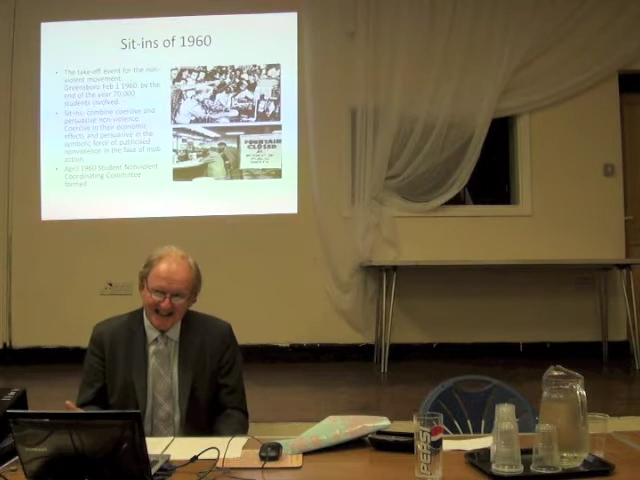 Sit-ins of 1960
• The take-off event for the non-
violent movement.
Greensboro Feb 1 1960. by the
end of the year 70,000
students involved.
• Sit-ins- combine coercive and
persuasive non-violence.
Coercive in their economic
effects and persuasive in the
symbolic force of publicised
nonviolence in the face of mob
action.
• April 1960 Student Nonviolent
Coordinating Committee
formed
FOUNTAIN
CLOSED
PEPSI